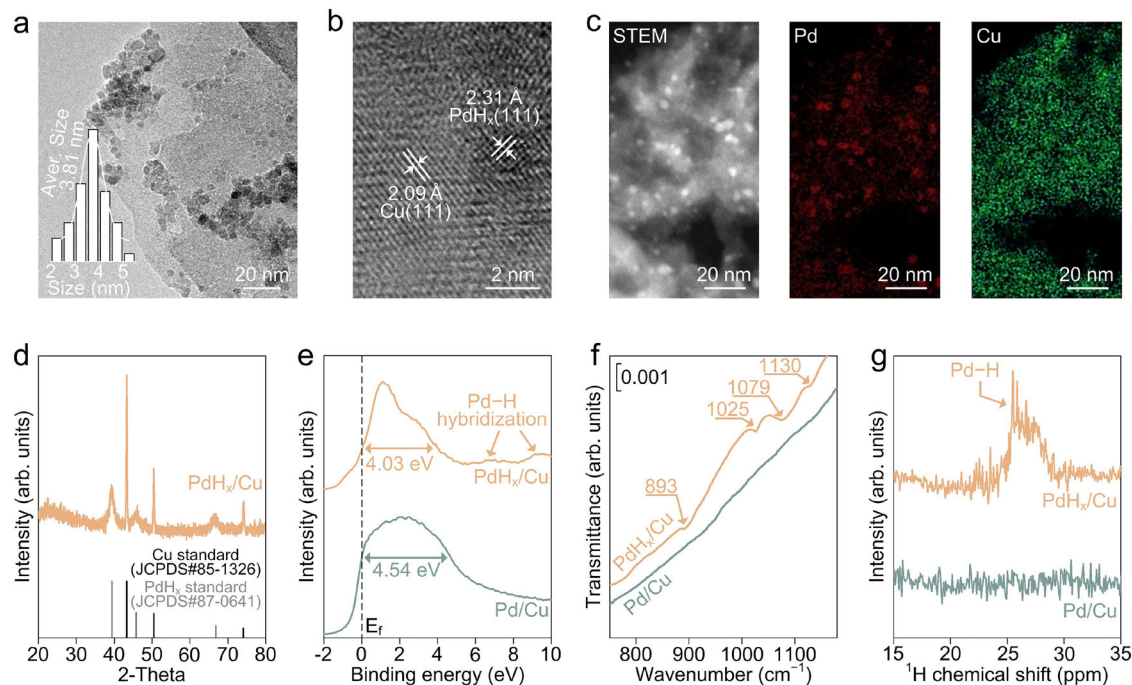 a
Aver. Size
3.81 nm
2 3 4 5
Size (nm)
20 nm
b
2.31 Å
PdHₓ(111)
2.09 Å
Cu(111)
2 nm
c
STEM
20 nm
Pd
20 nm
Cu
20 nm
d
Intensity (arb. units)
PdHₓ/Cu
Cu standard
(JCPDS#85-1326)
PdHₓ standard
(JCPDS#87-0641)
20 30 40 50 60 70 80
2-Theta
e
Intensity (arb. units)
Pd−H
hybridization
4.03 eV
PdHₓ/Cu
4.54 eV
Pd/Cu
E_f
-2 0 2 4 6 8 10
Binding energy (eV)
f
Transmittance (arb. units)
0.001
1130
1079
1025
893
PdHₓ/Cu
Pd/Cu
800 900 1000 1100
Wavenumber (cm⁻¹)
g
Intensity (arb. units)
Pd−H
PdHₓ/Cu
Pd/Cu
15 20 25 30 35
¹H chemical shift (ppm)